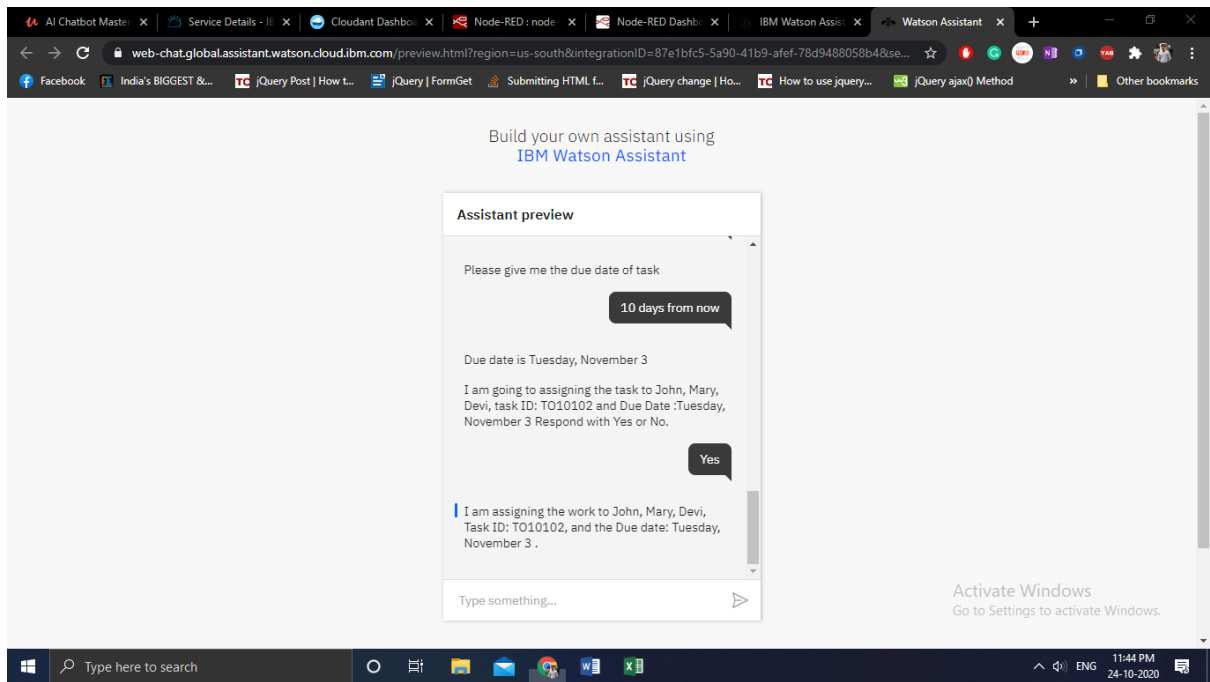 AI Chatbot Master
Service Details - IB
Cloudant Dashboa
Node-RED : node-
Node-RED Dashbo
IBM Watson Assist
Watson Assistant
web-chat.global.assistant.watson.cloud.ibm.com/preview.html?region=us-south&integrationID=87e1bfc5-5a90-41b9-afef-78d9488058b4&se...
Facebook
India's BIGGEST &...
TC jQuery Post | How t...
jQuery | FormGet
Submitting HTML f...
TC jQuery change | Ho...
TC How to use jquery...
jQuery ajax() Method
»
Other bookmarks
Build your own assistant using
IBM Watson Assistant
Assistant preview
Please give me the due date of task
10 days from now
Due date is Tuesday, November 3
I am going to assigning the task to John, Mary,
Devi, task ID: TO10102 and Due Date :Tuesday,
November 3 Respond with Yes or No.
Yes
I am assigning the work to John, Mary, Devi,
Task ID: TO10102, and the Due date: Tuesday,
November 3 .
Type something...
Activate Windows
Go to Settings to activate Windows.
Type here to search
ENG
11:44 PM
24-10-2020